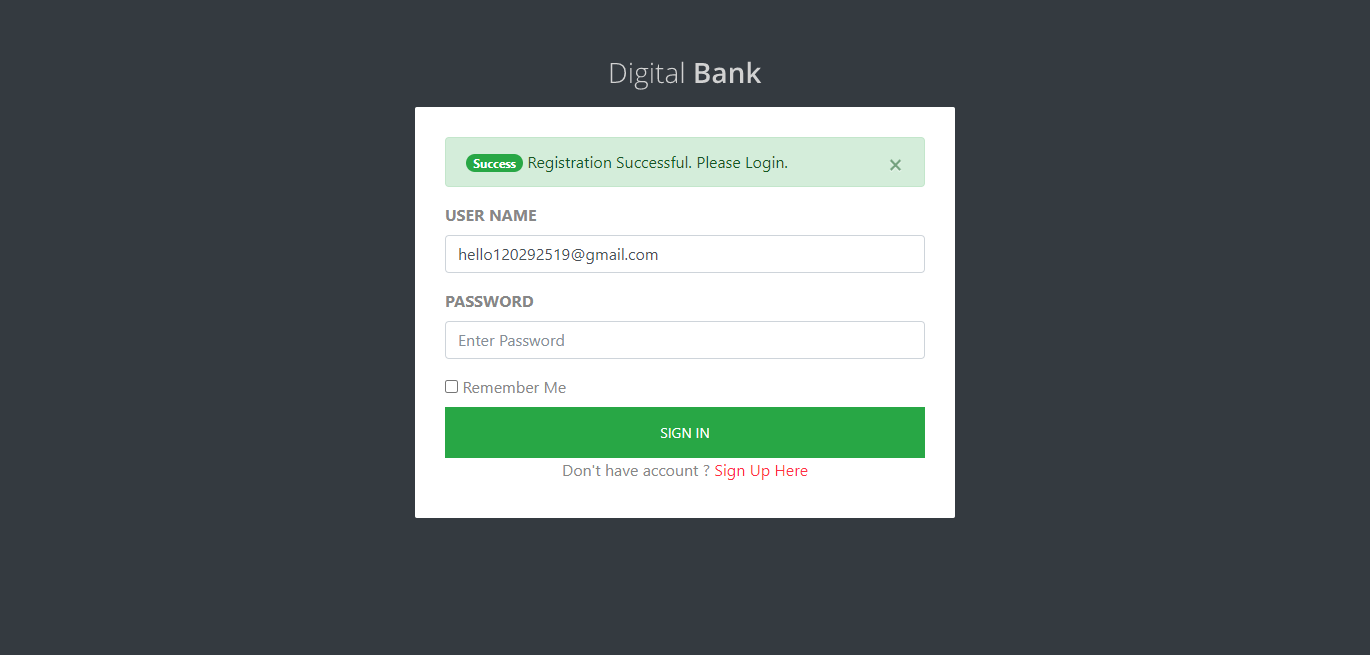 Digital Bank
Success Registration Successful. Please Login. ×
USER NAME
hello120292519@gmail.com
PASSWORD
Enter Password
Remember Me
SIGN IN
Don't have account ? Sign Up Here